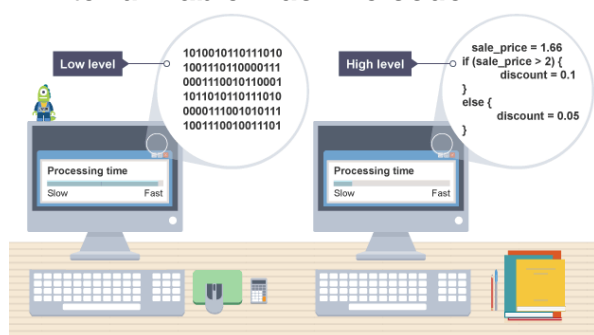 Low level
1010010110111010
1001110110000111
0001110010110001
1011010110111010
0000111001010111
1001110010011101
Processing time
Slow Fast
High level
sale_price = 1.66
if (sale_price > 2) {
discount = 0.1
}
else {
discount = 0.05
}
Processing time
Slow Fast